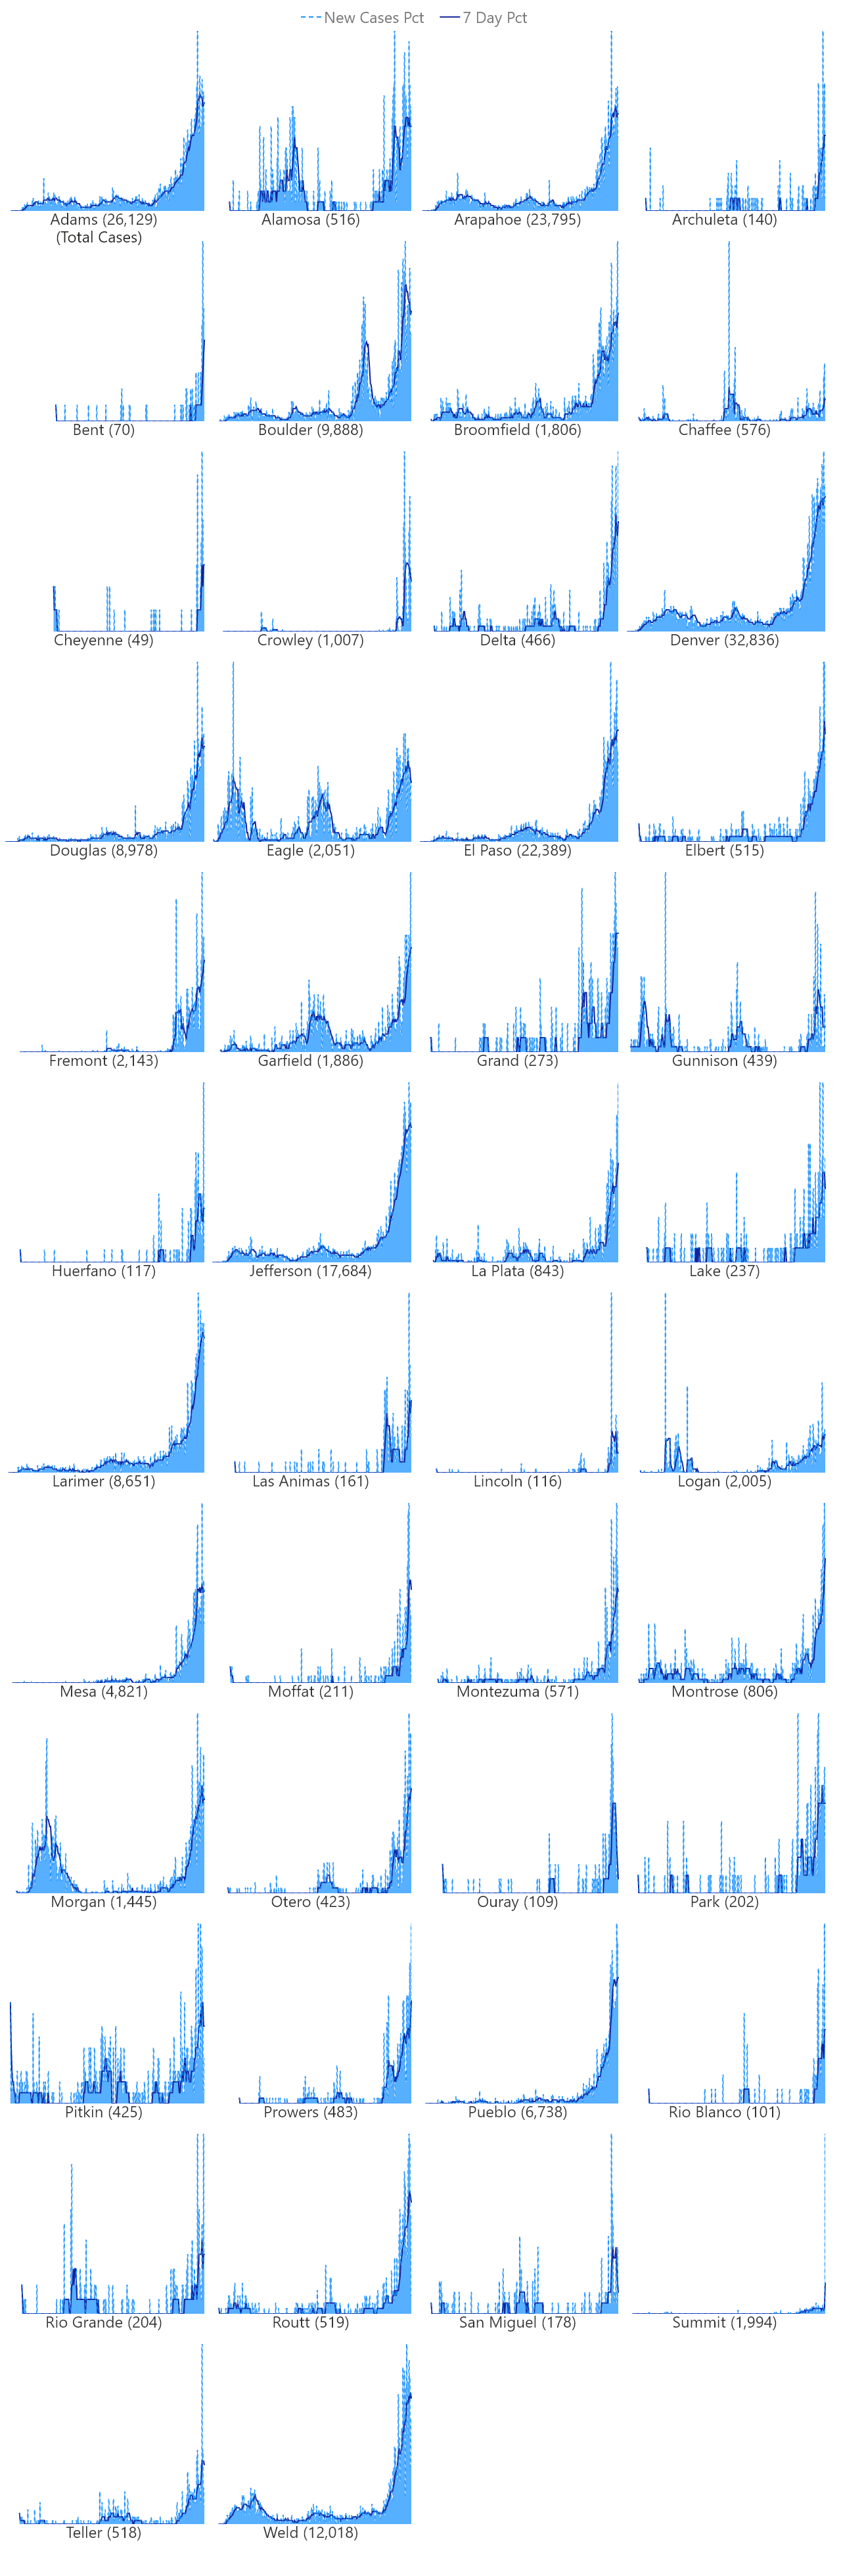 New Cases Pct 7 Day Pct
Adams (26,129) Alamosa (516) Arapahoe (23,795) Archuleta (140)
(Total Cases)
Bent (70) Boulder (9,888) Broomfield (1,806) Chaffee (576)
Cheyenne (49) Crowley (1,007) Delta (466) Denver (32,836)
Douglas (8,978) Eagle (2,051) El Paso (22,389) Elbert (515)
Fremont (2,143) Garfield (1,886) Grand (273) Gunnison (439)
Huerfano (117) Jefferson (17,684) La Plata (843) Lake (237)
Larimer (8,651) Las Animas (161) Lincoln (116) Logan (2,005)
Mesa (4,821) Moffat (211) Montezuma (571) Montrose (806)
Morgan (1,445) Otero (423) Ouray (109) Park (202)
Pitkin (425) Prowers (483) Pueblo (6,738) Rio Blanco (101)
Rio Grande (204) Routt (519) San Miguel (178) Summit (1,994)
Teller (518) Weld (12,018)